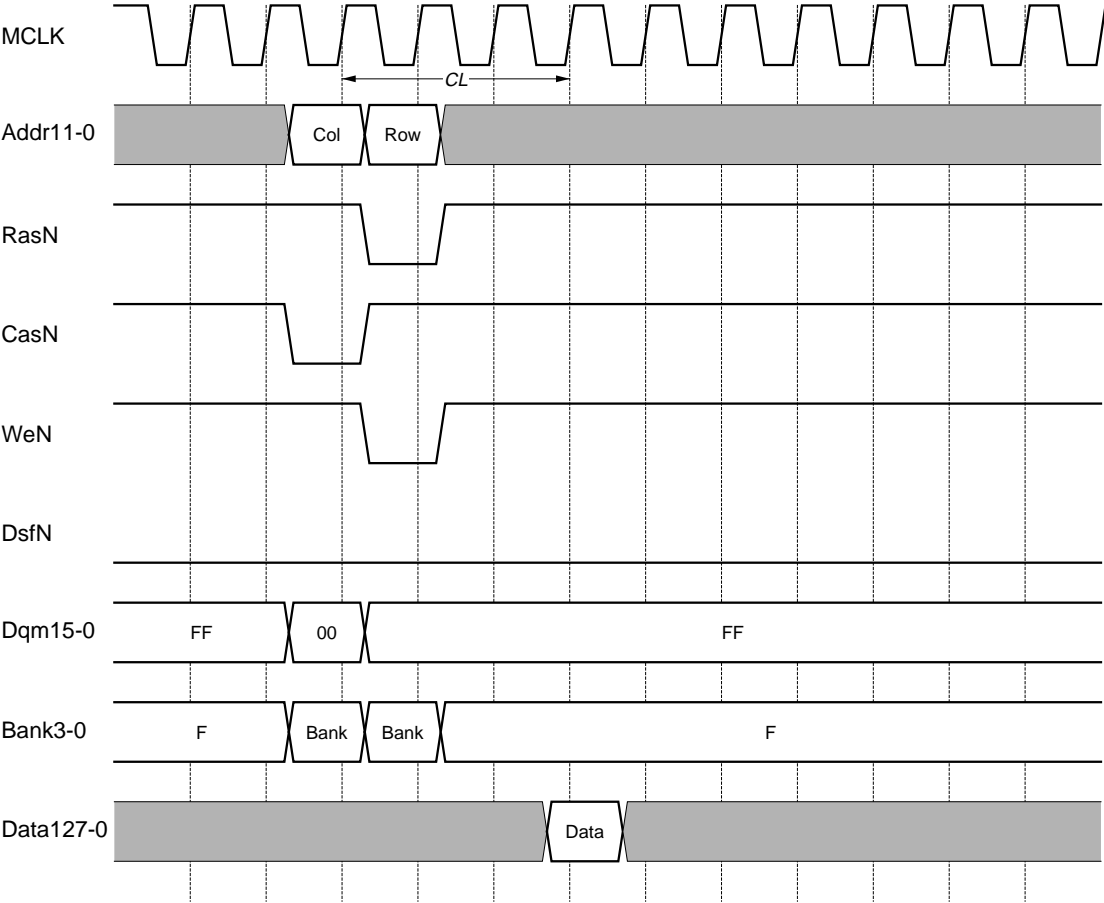 MCLK
CL
Addr11-0 Col Row
RasN
CasN
WeN
DsfN
Dqm15-0 FF 00 FF
Bank3-0 F Bank Bank F
Data127-0 Data